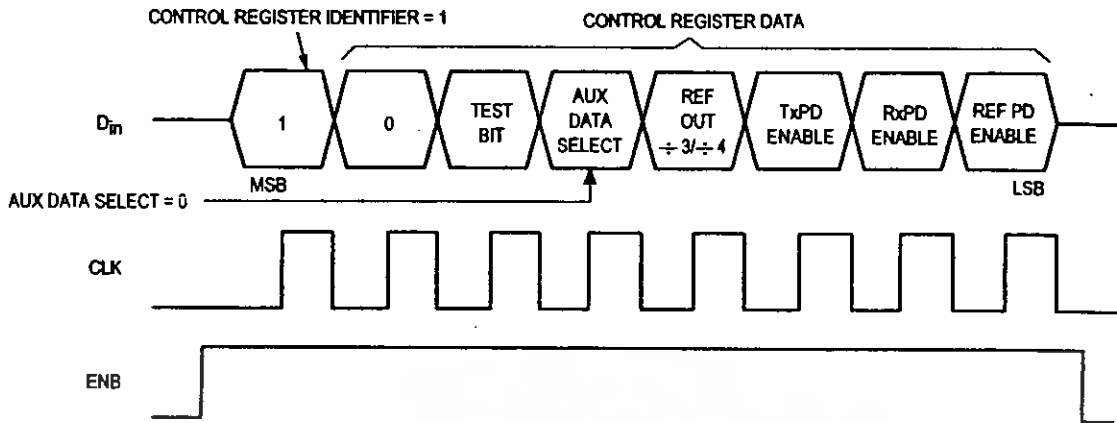 CONTROL REGISTER IDENTIFIER = 1
CONTROL REGISTER DATA
Din
1
0
TEST
BIT
AUX
DATA
SELECT
REF
OUT
÷ 3/÷ 4
TxPD
ENABLE
RxPD
ENABLE
REF PD
ENABLE
MSB
LSB
AUX DATA SELECT = 0
CLK
ENB